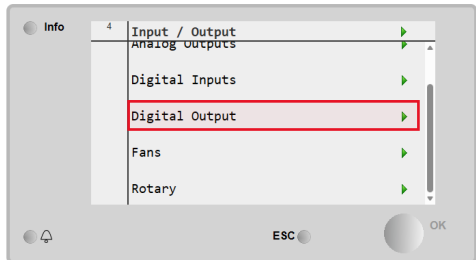 Info
4 Input / Output
Analog Outputs
Digital Inputs
Digital Output
Fans
Rotary
ESC
OK